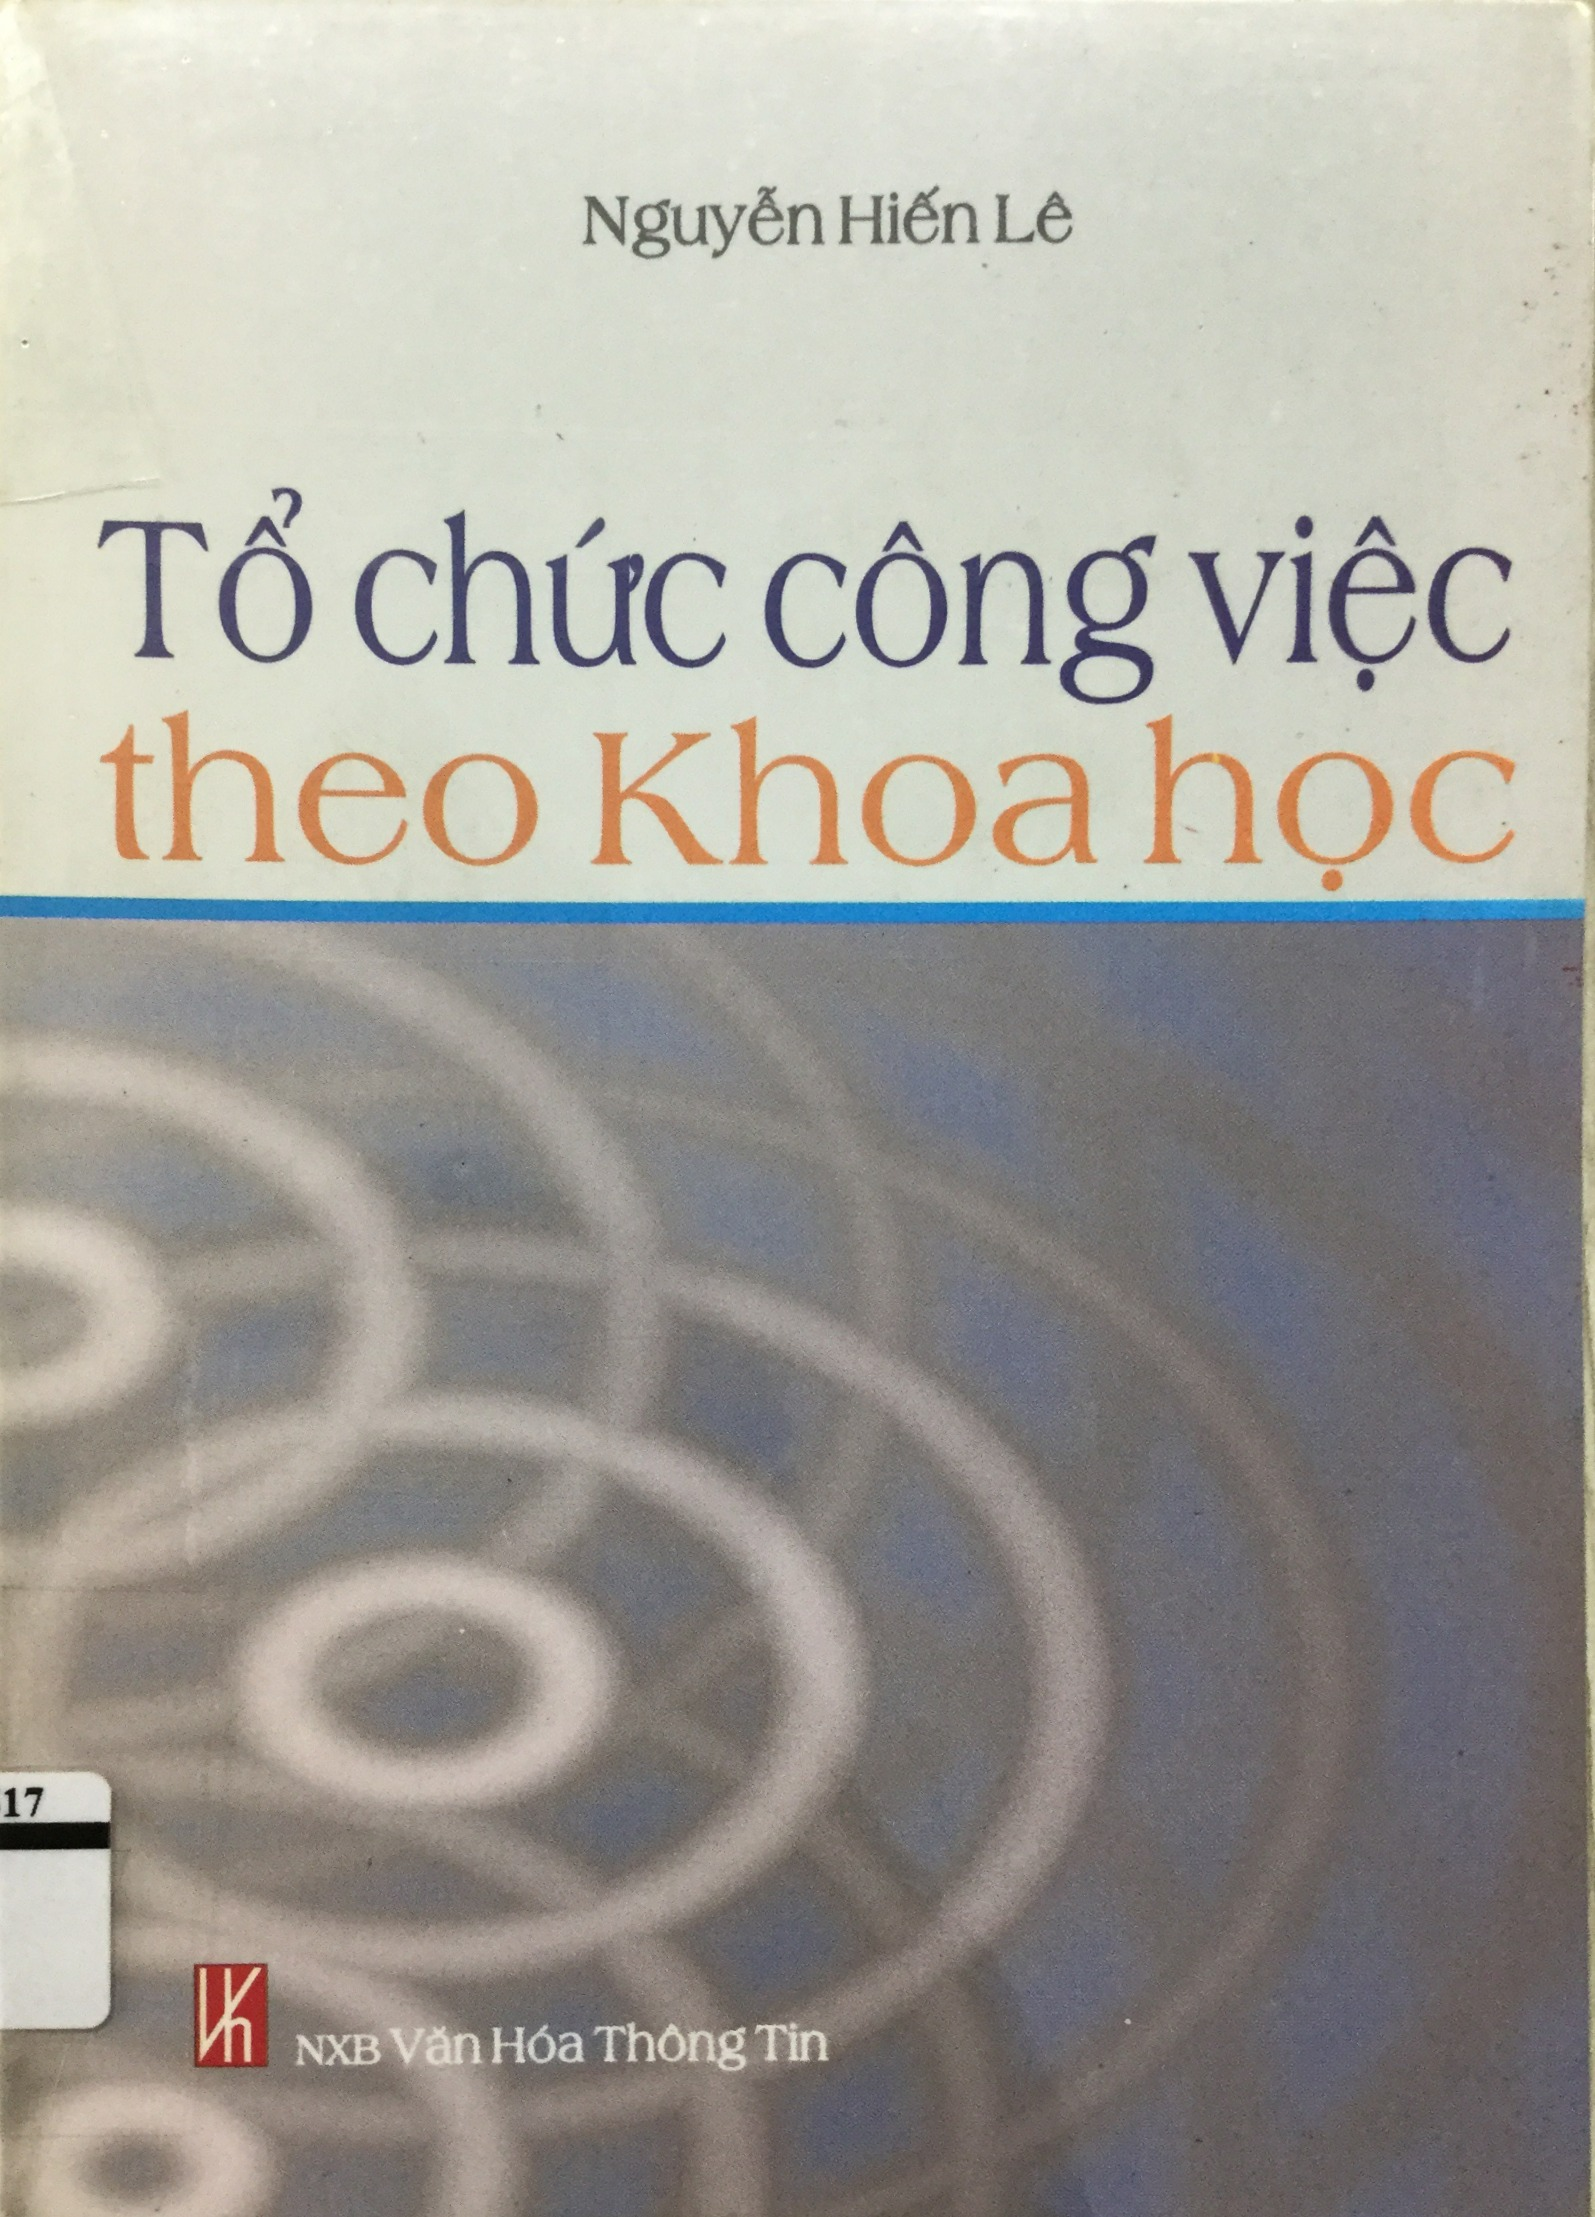 Nguyễn Hiến Lê
Tổ chức công việc
theo Khoa học
17
NXB Văn Hóa Thông Tin